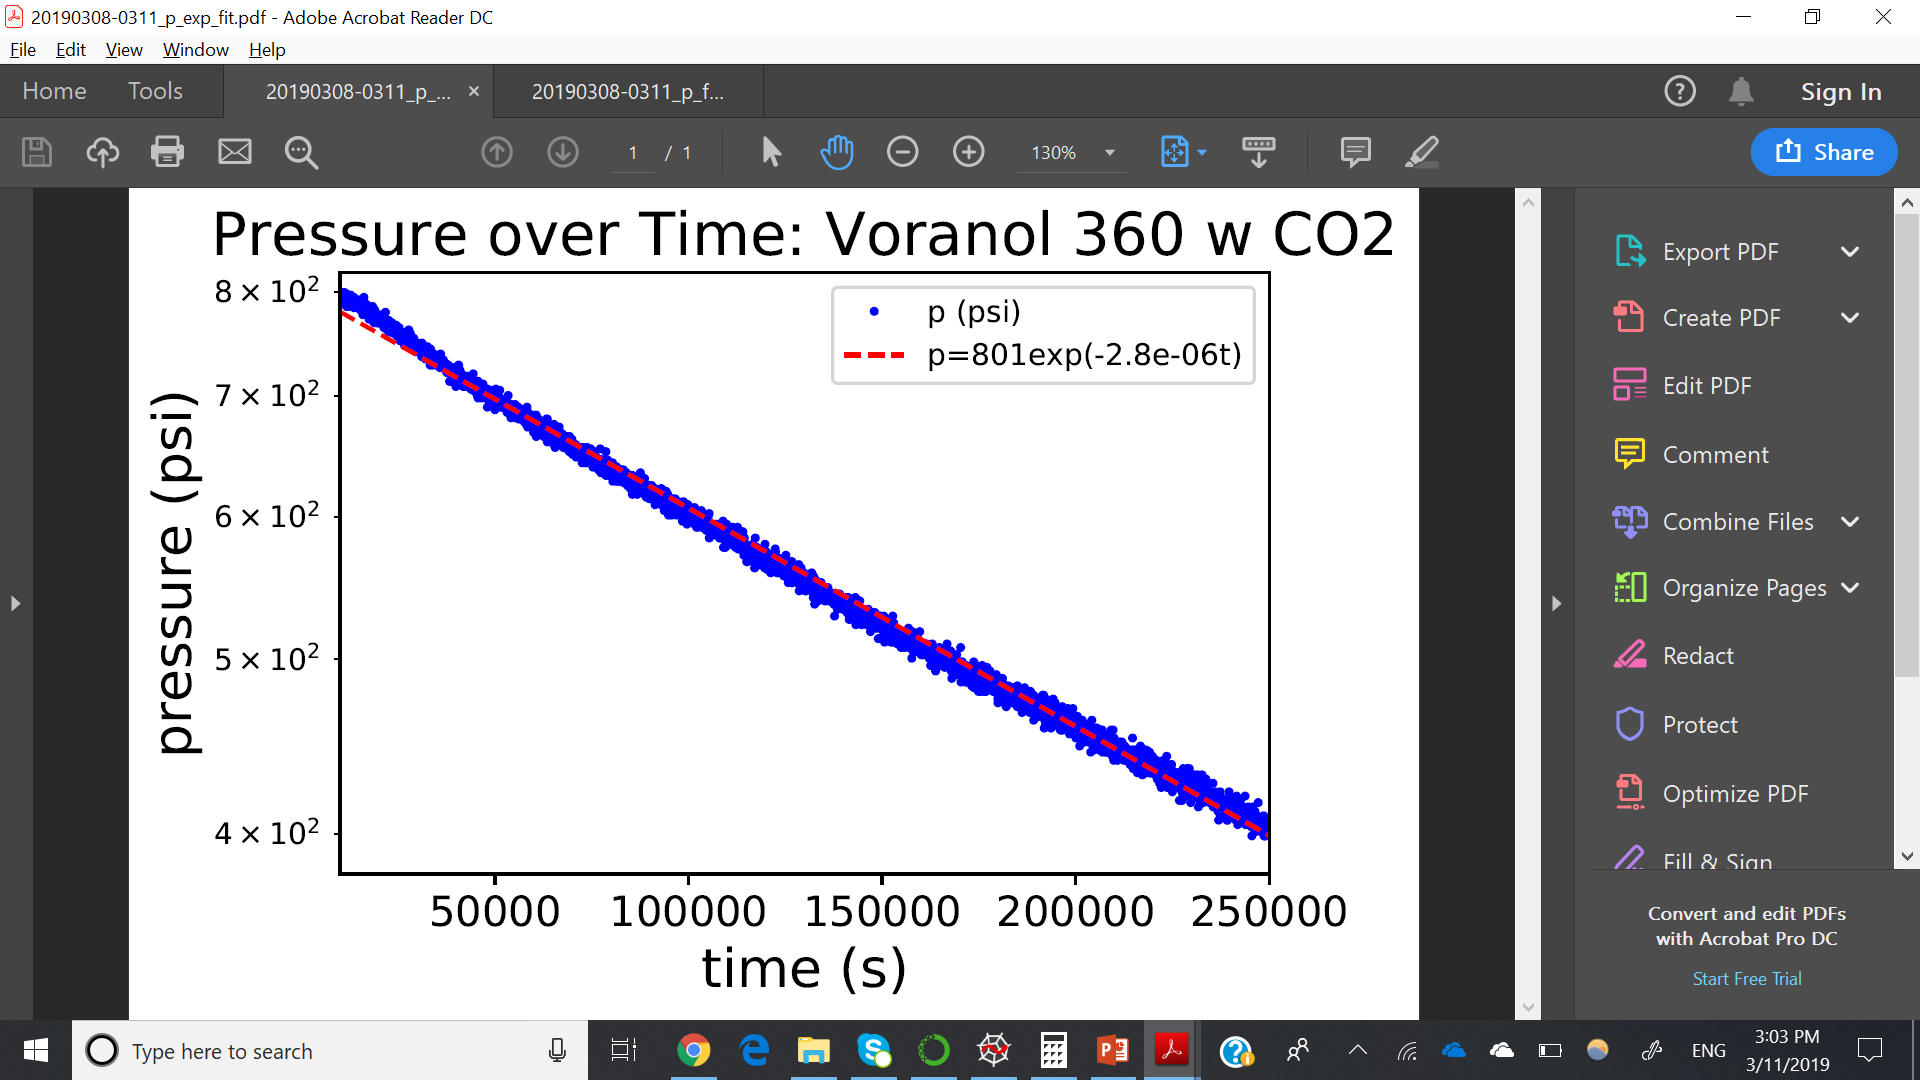 20190308-0311_p_exp_fit.pdf - Adobe Acrobat Reader DC
File Edit View Window Help
Home Tools 20190308-0311_p_... × 20190308-0311_p_f... Sign In
1 / 1 130% Share
Pressure over Time: Voranol 360 w CO2
8 × 10²
7 × 10²
6 × 10²
5 × 10²
4 × 10²
pressure (psi)
p (psi)
p=801exp(-2.8e-06t)
50000 100000 150000 200000 250000
time (s)
Export PDF
Create PDF
Edit PDF
Comment
Combine Files
Organize Pages
Redact
Protect
Optimize PDF
Fill & Sign
Convert and edit PDFs
with Acrobat Pro DC
Start Free Trial
Type here to search
ENG
3:03 PM
3/11/2019